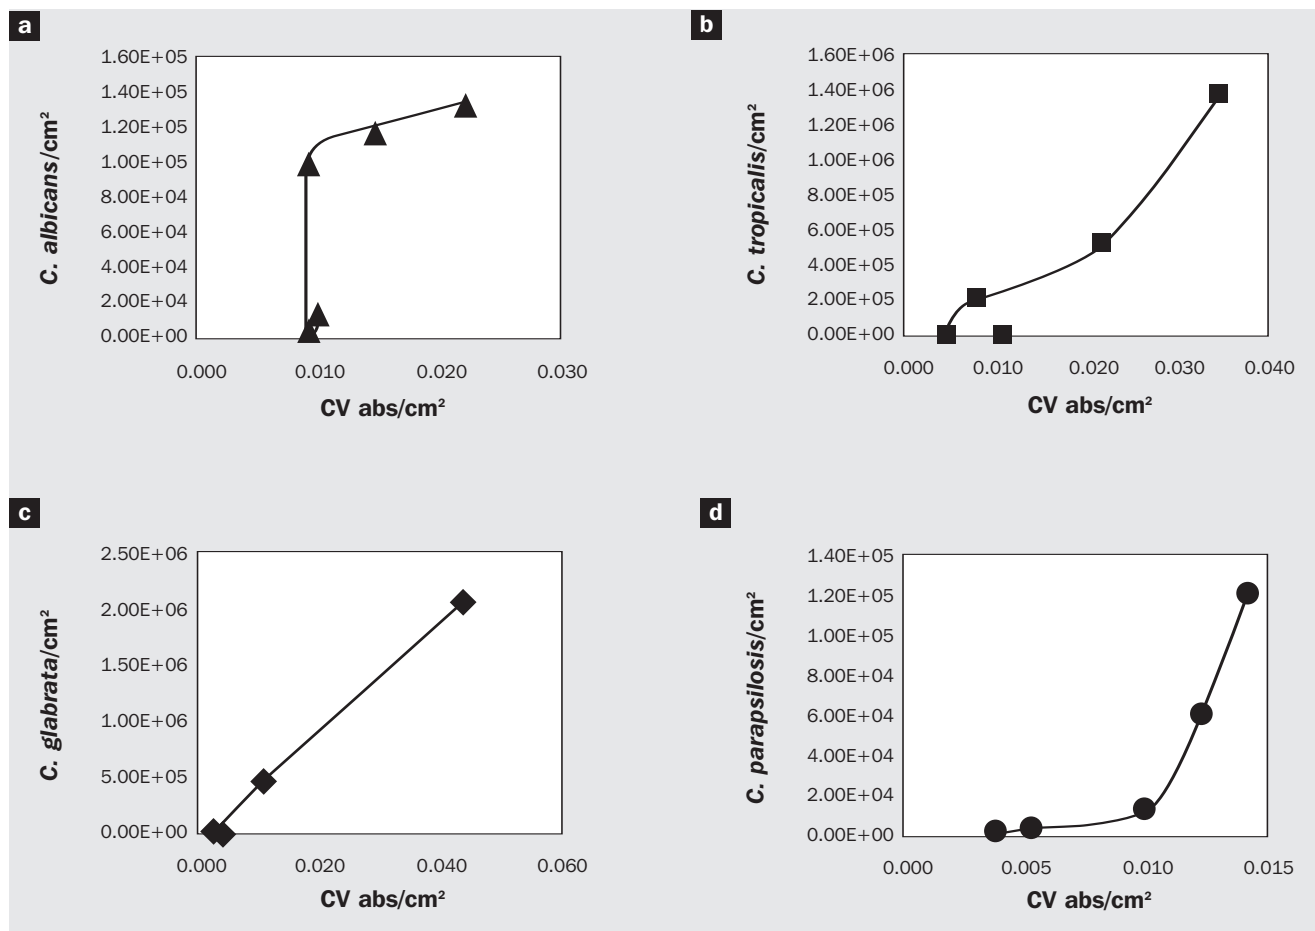 a
C. albicans/cm²
1.60E+05
1.40E+05
1.20E+05
1.00E+05
8.00E+04
6.00E+04
4.00E+04
2.00E+04
0.00E+00
0.000 0.010 0.020 0.030
CV abs/cm²
b
C. tropicalis/cm²
1.60E+06
1.40E+06
1.20E+06
1.00E+06
8.00E+05
6.00E+05
4.00E+05
2.00E+05
0.00E+00
0.000 0.010 0.020 0.030 0.040
CV abs/cm²
c
C. glabrata/cm²
2.50E+06
2.00E+06
1.50E+06
1.00E+06
5.00E+05
0.00E+00
0.000 0.020 0.040 0.060
CV abs/cm²
d
C. parapsilosis/cm²
1.40E+05
1.20E+05
1.00E+05
8.00E+04
6.00E+04
4.00E+04
2.00E+04
0.00E+00
0.000 0.005 0.010 0.015
CV abs/cm²